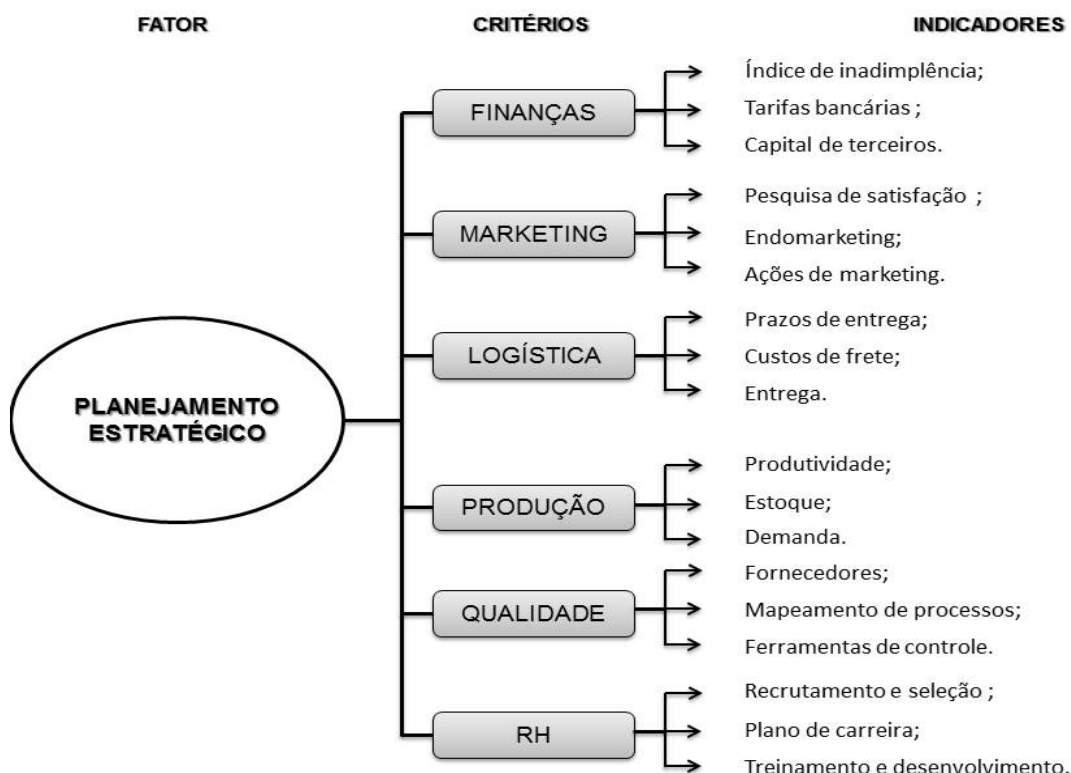 FATOR CRITÉRIOS INDICADORES
FINANÇAS
Índice de inadimplência;
Tarifas bancárias ;
Capital de terceiros.
MARKETING
Pesquisa de satisfação ;
Endomarketing;
Ações de marketing.
LOGÍSTICA
Prazos de entrega;
Custos de frete;
Entrega.
PLANEJAMENTO
ESTRATÉGICO
PRODUÇÃO
Produtividade;
Estoque;
Demanda.
QUALIDADE
Fornecedores;
Mapeamento de processos;
Ferramentas de controle.
RH
Recrutamento e seleção ;
Plano de carreira;
Treinamento e desenvolvimento.